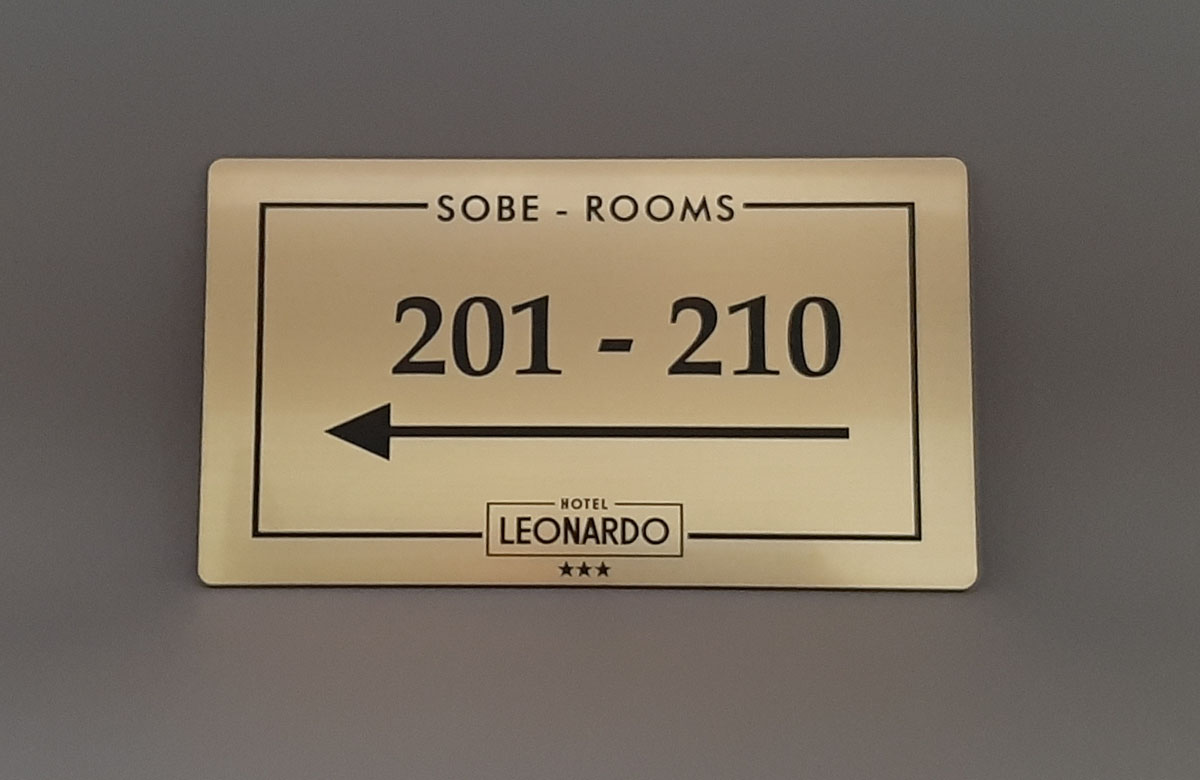 SOBE - ROOMS
201 - 210
HOTEL
LEONARDO
★★★